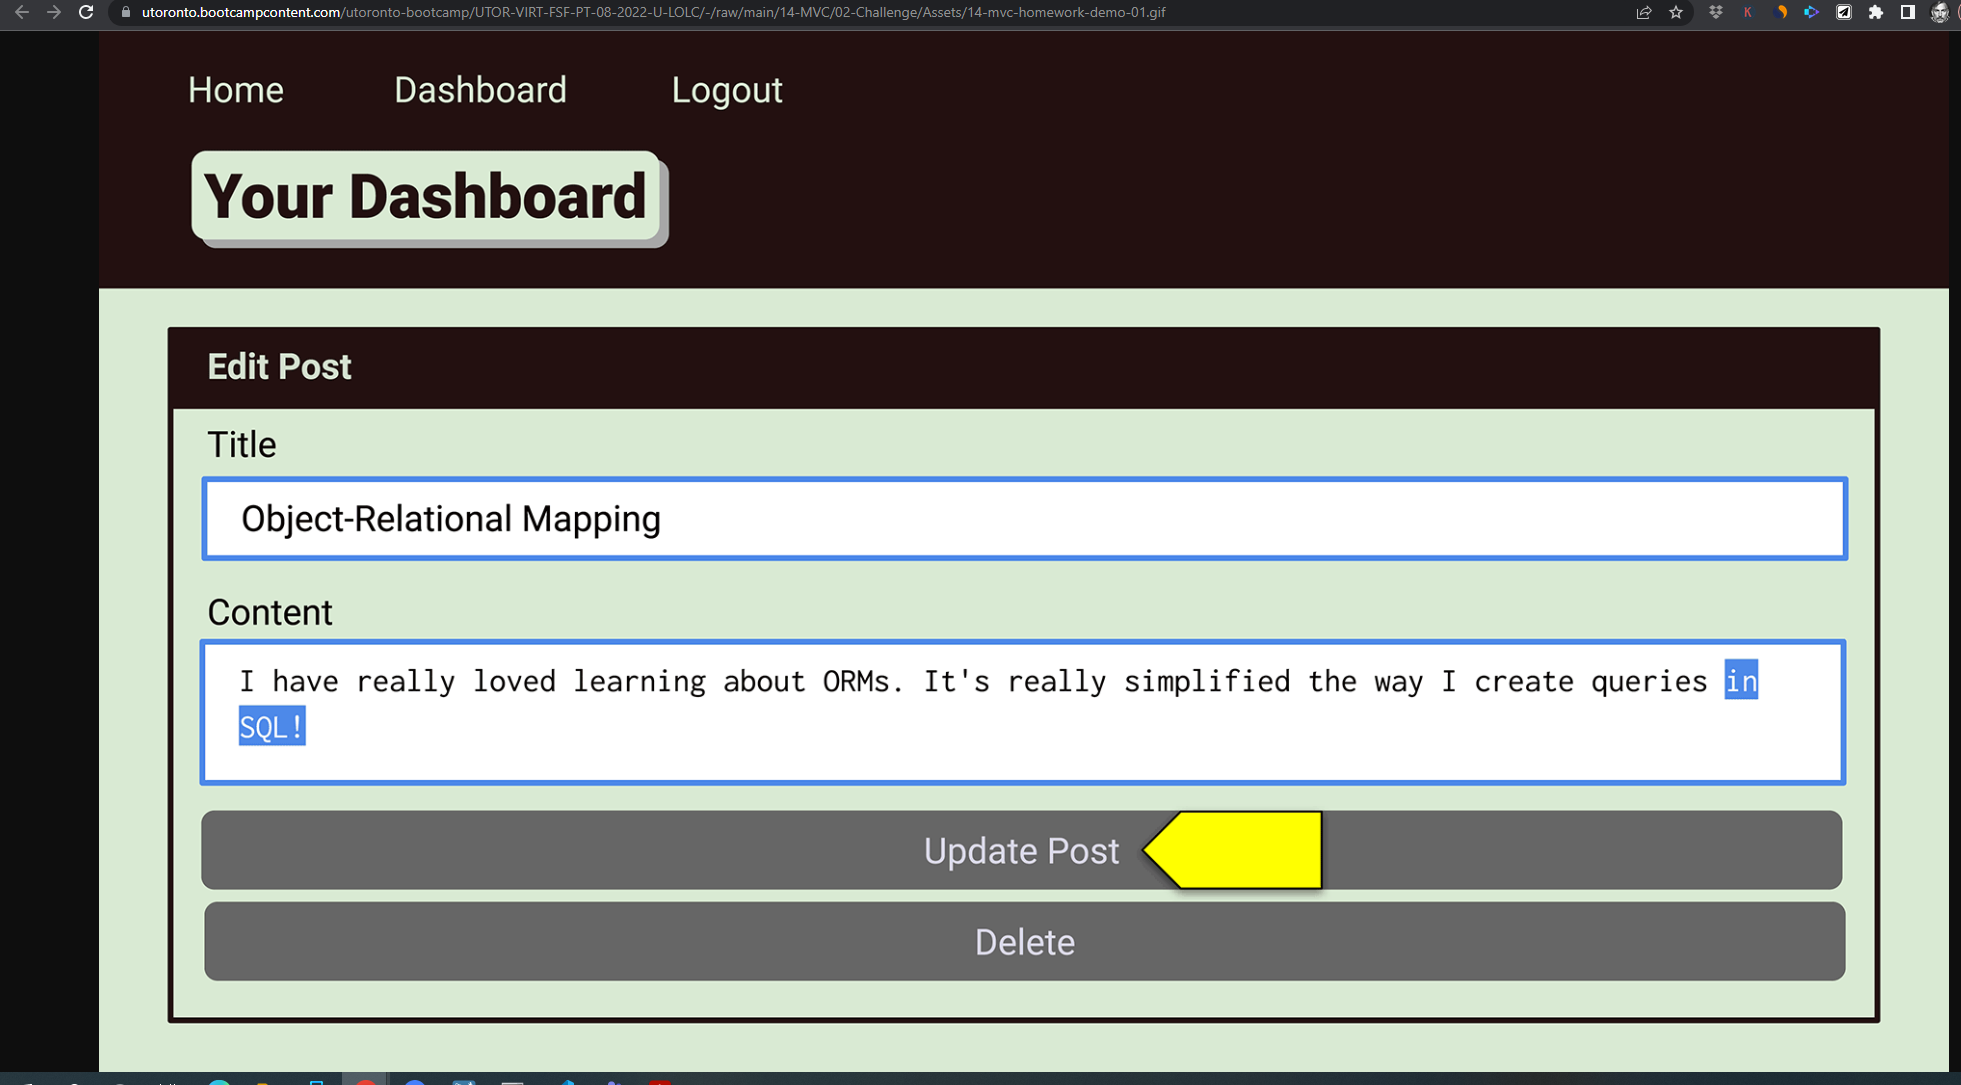 utoronto.bootcampcontent.com/utoronto-bootcamp/UTOR-VIRT-FSF-PT-08-2022-U-LOLC/-/raw/main/14-MVC/02-Challenge/Assets/14-mvc-homework-demo-01.gif
K
Home Dashboard Logout
Your Dashboard
Edit Post
Title
Object-Relational Mapping
Content
I have really loved learning about ORMs. It's really simplified the way I create queries in
SQL!
Update Post
Delete